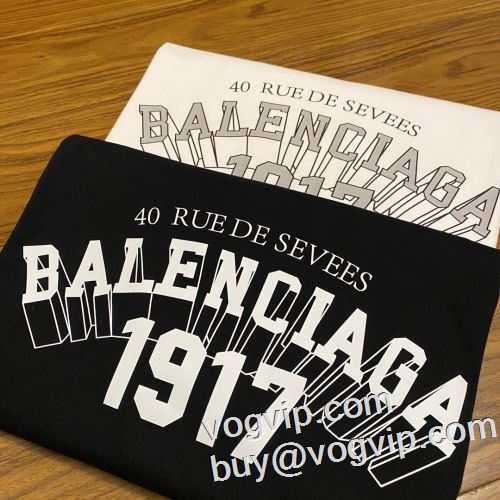 40 RUE DE SEVEES
BALENCIAGA
1917
40 RUE DE SEVEES
BALENCIAGA
1917
vogvip.com
buy@vogvip.com